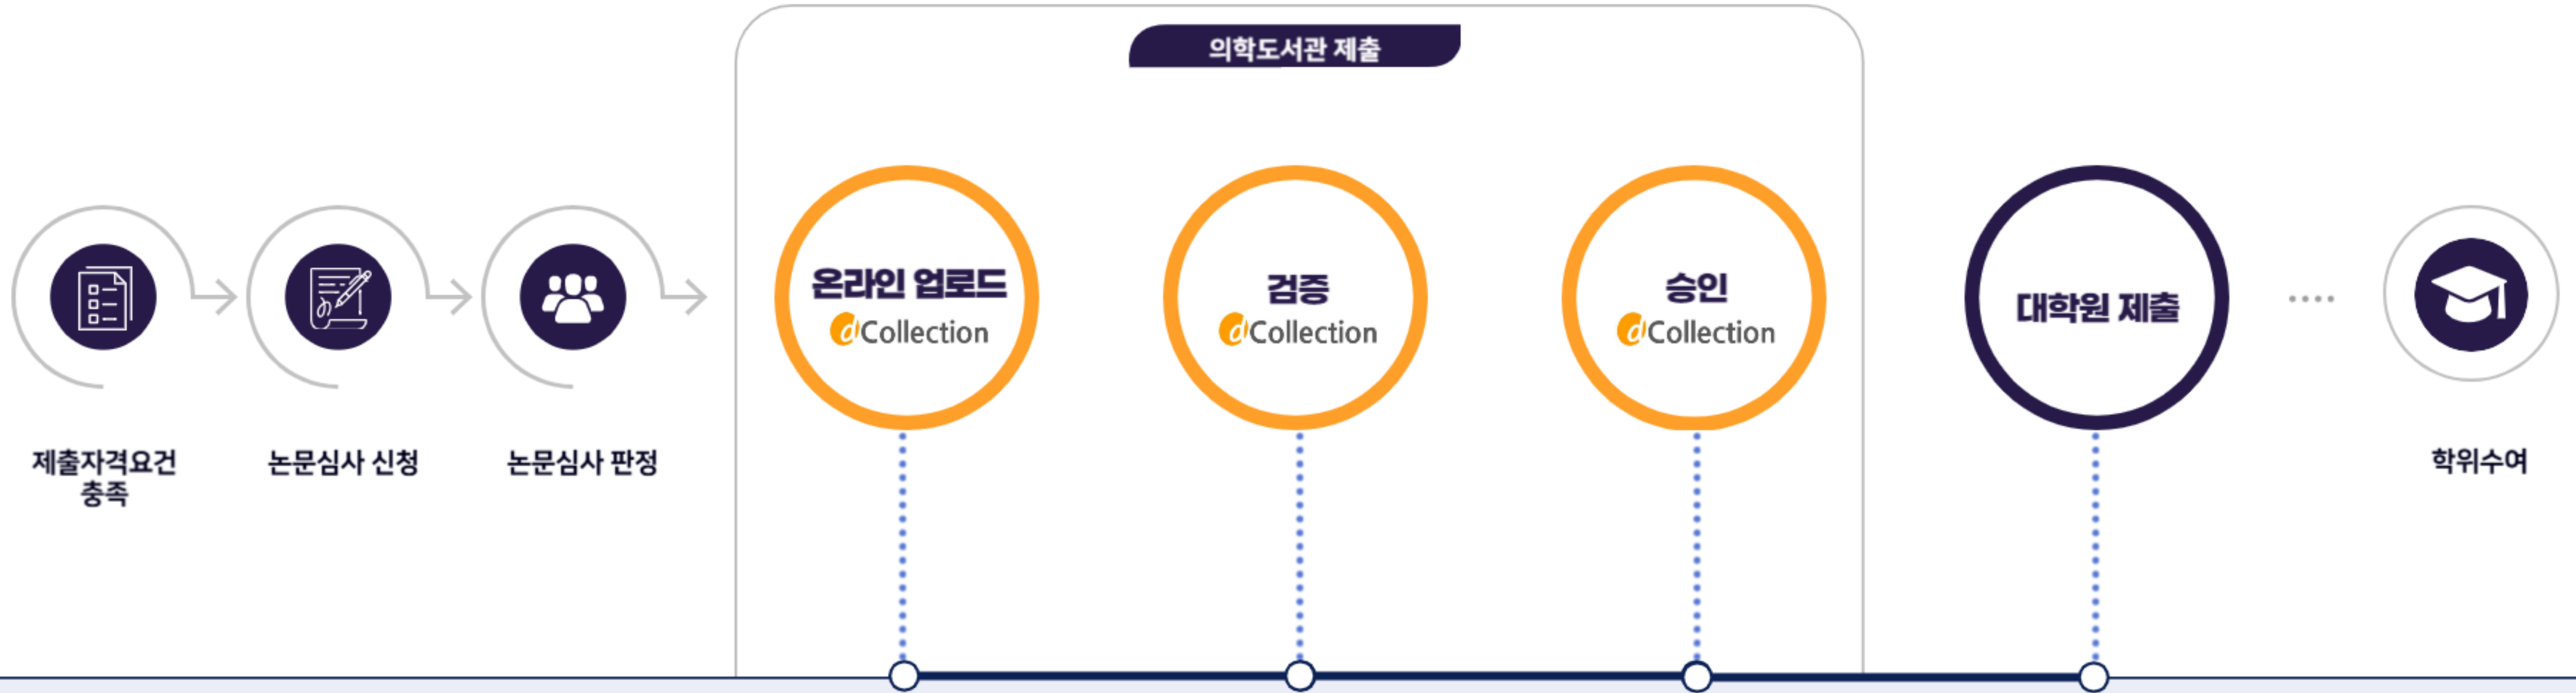 의학도서관 제출
제출자격요건
충족
논문심사 신청
논문심사 판정
온라인 업로드
dCollection
검증
dCollection
승인
dCollection
대학원 제출
학위수여